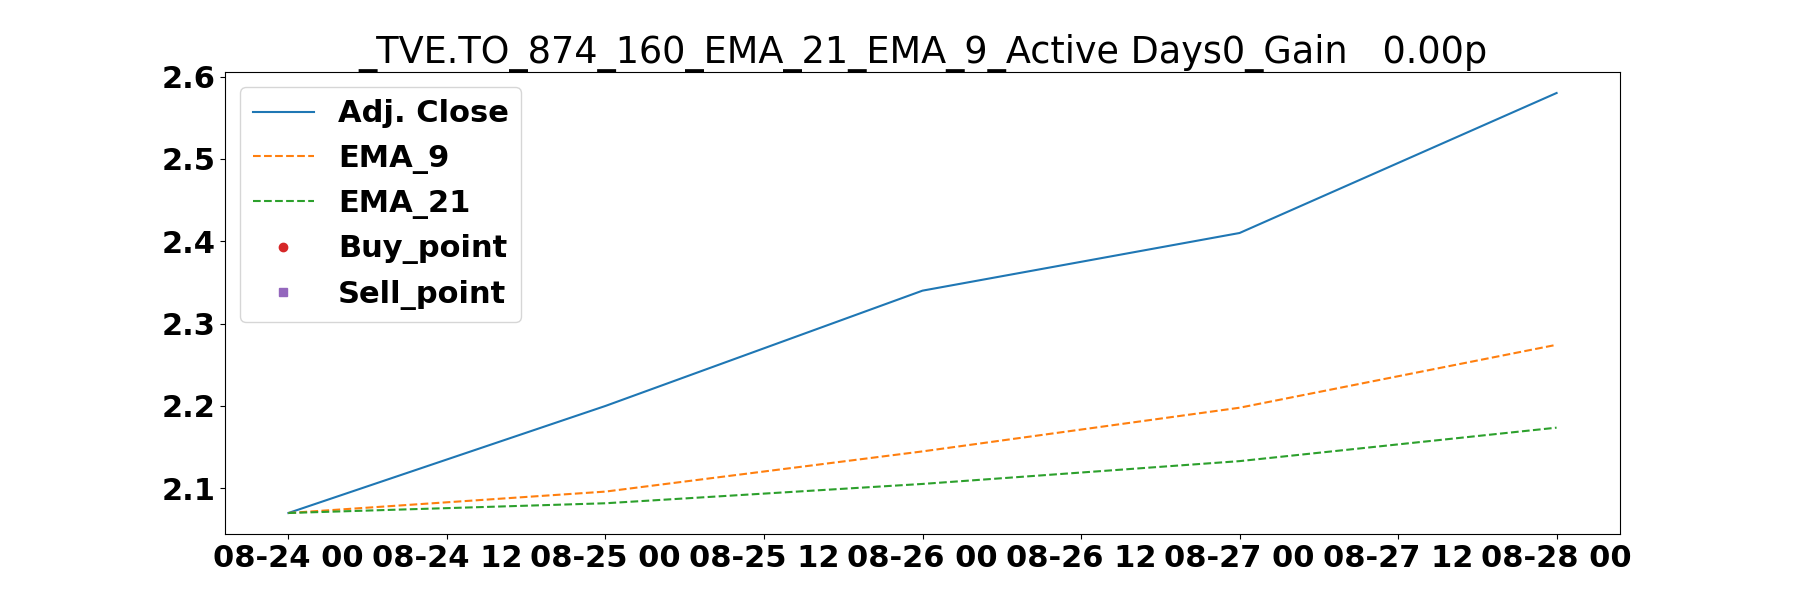 _TVE.TO_874_160_EMA_21_EMA_9_Active Days0_Gain   0.00p
2.6
2.5
2.4
2.3
2.2
2.1
Adj. Close
EMA_9
EMA_21
Buy_point
Sell_point
08-24 00 08-24 12 08-25 00 08-25 12 08-26 00 08-26 12 08-27 00 08-27 12 08-28 00